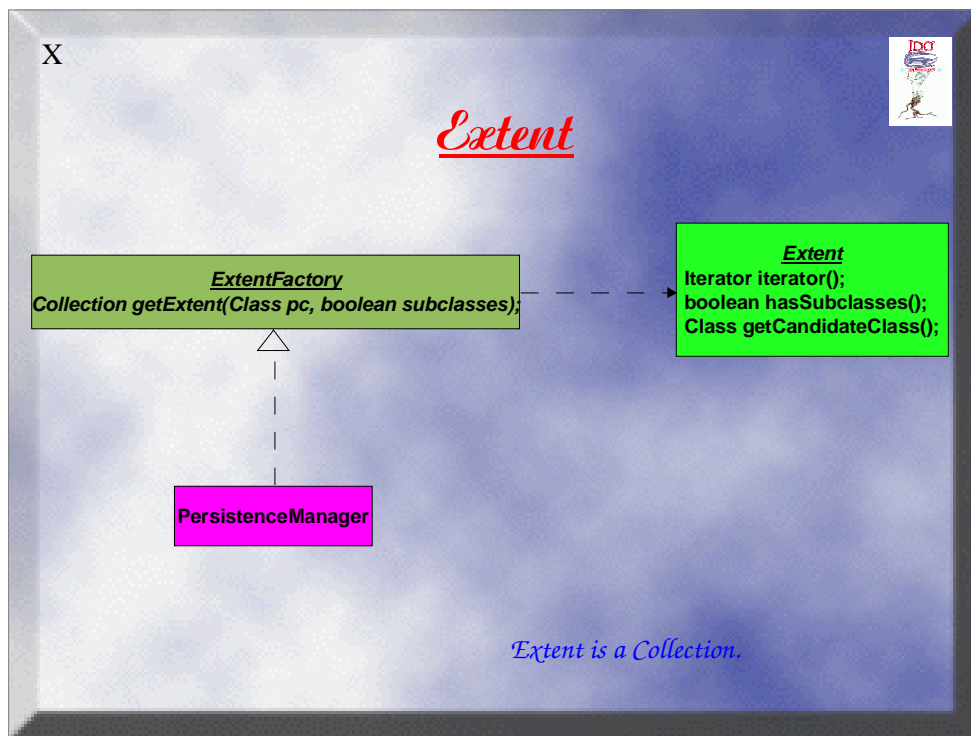 X
JDO
Extent
ExtentFactory
Collection getExtent(Class pc, boolean subclasses);
Extent
Iterator iterator();
boolean hasSubclasses();
Class getCandidateClass();
PersistenceManager
Extent is a Collection.